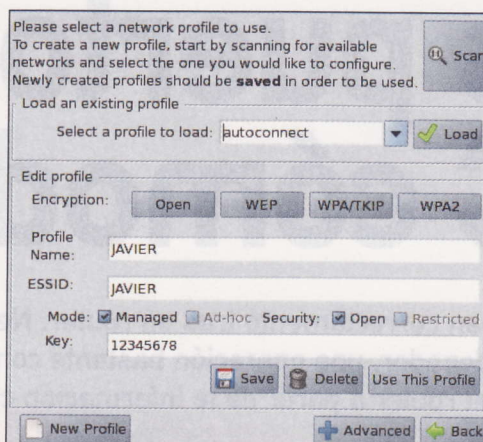 Please select a network profile to use.
To create a new profile, start by scanning for available
networks and select the one you would like to configure.
Newly created profiles should be saved in order to be used.
Scan
Load an existing profile
Select a profile to load: autoconnect Load
Edit profile
Encryption: Open WEP WPA/TKIP WPA2
Profile
Name: JAVIER
ESSID: JAVIER
Mode: Managed Ad-hoc Security: Open Restricted
Key: 12345678
Save Delete Use This Profile
New Profile Advanced Back